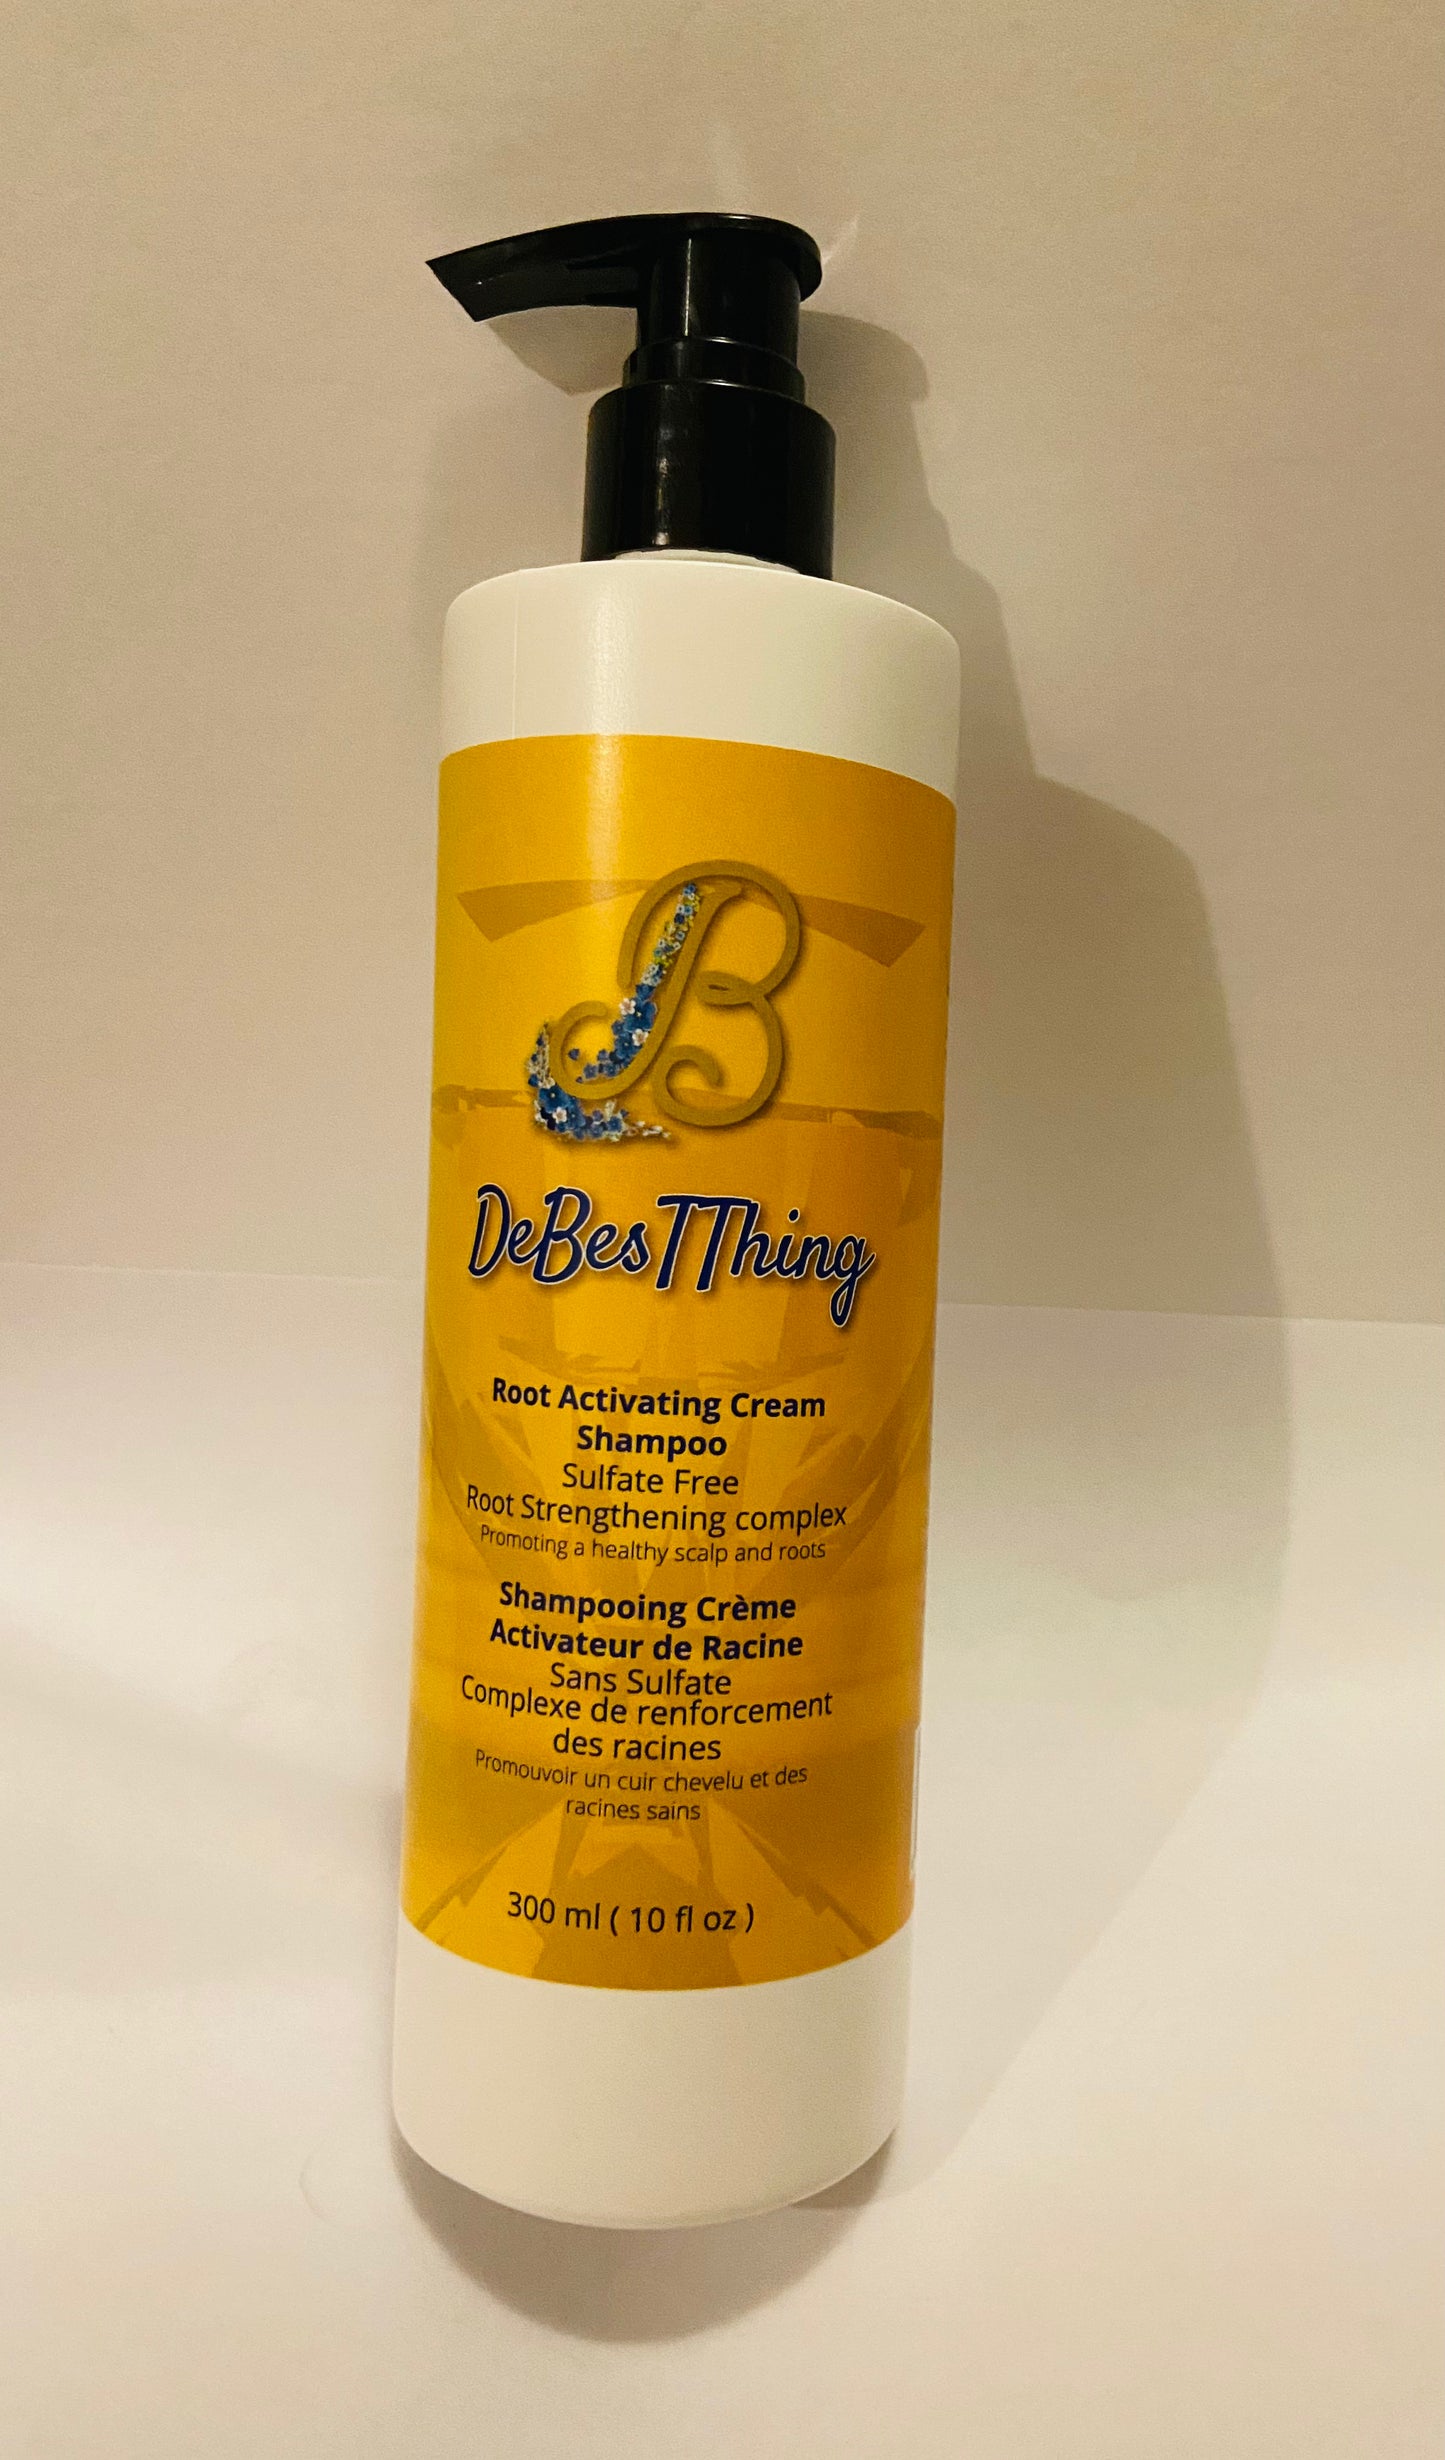 B
DeBesTThing
Root Activating Cream
Shampoo
Sulfate Free
Root Strengthening complex
Promoting a healthy scalp and roots
Shampooing Crème
Activateur de Racine
Sans Sulfate
Complexe de renforcement
des racines
Promouvoir un cuir chevelu et des
racines sains
300 ml ( 10 fl oz )